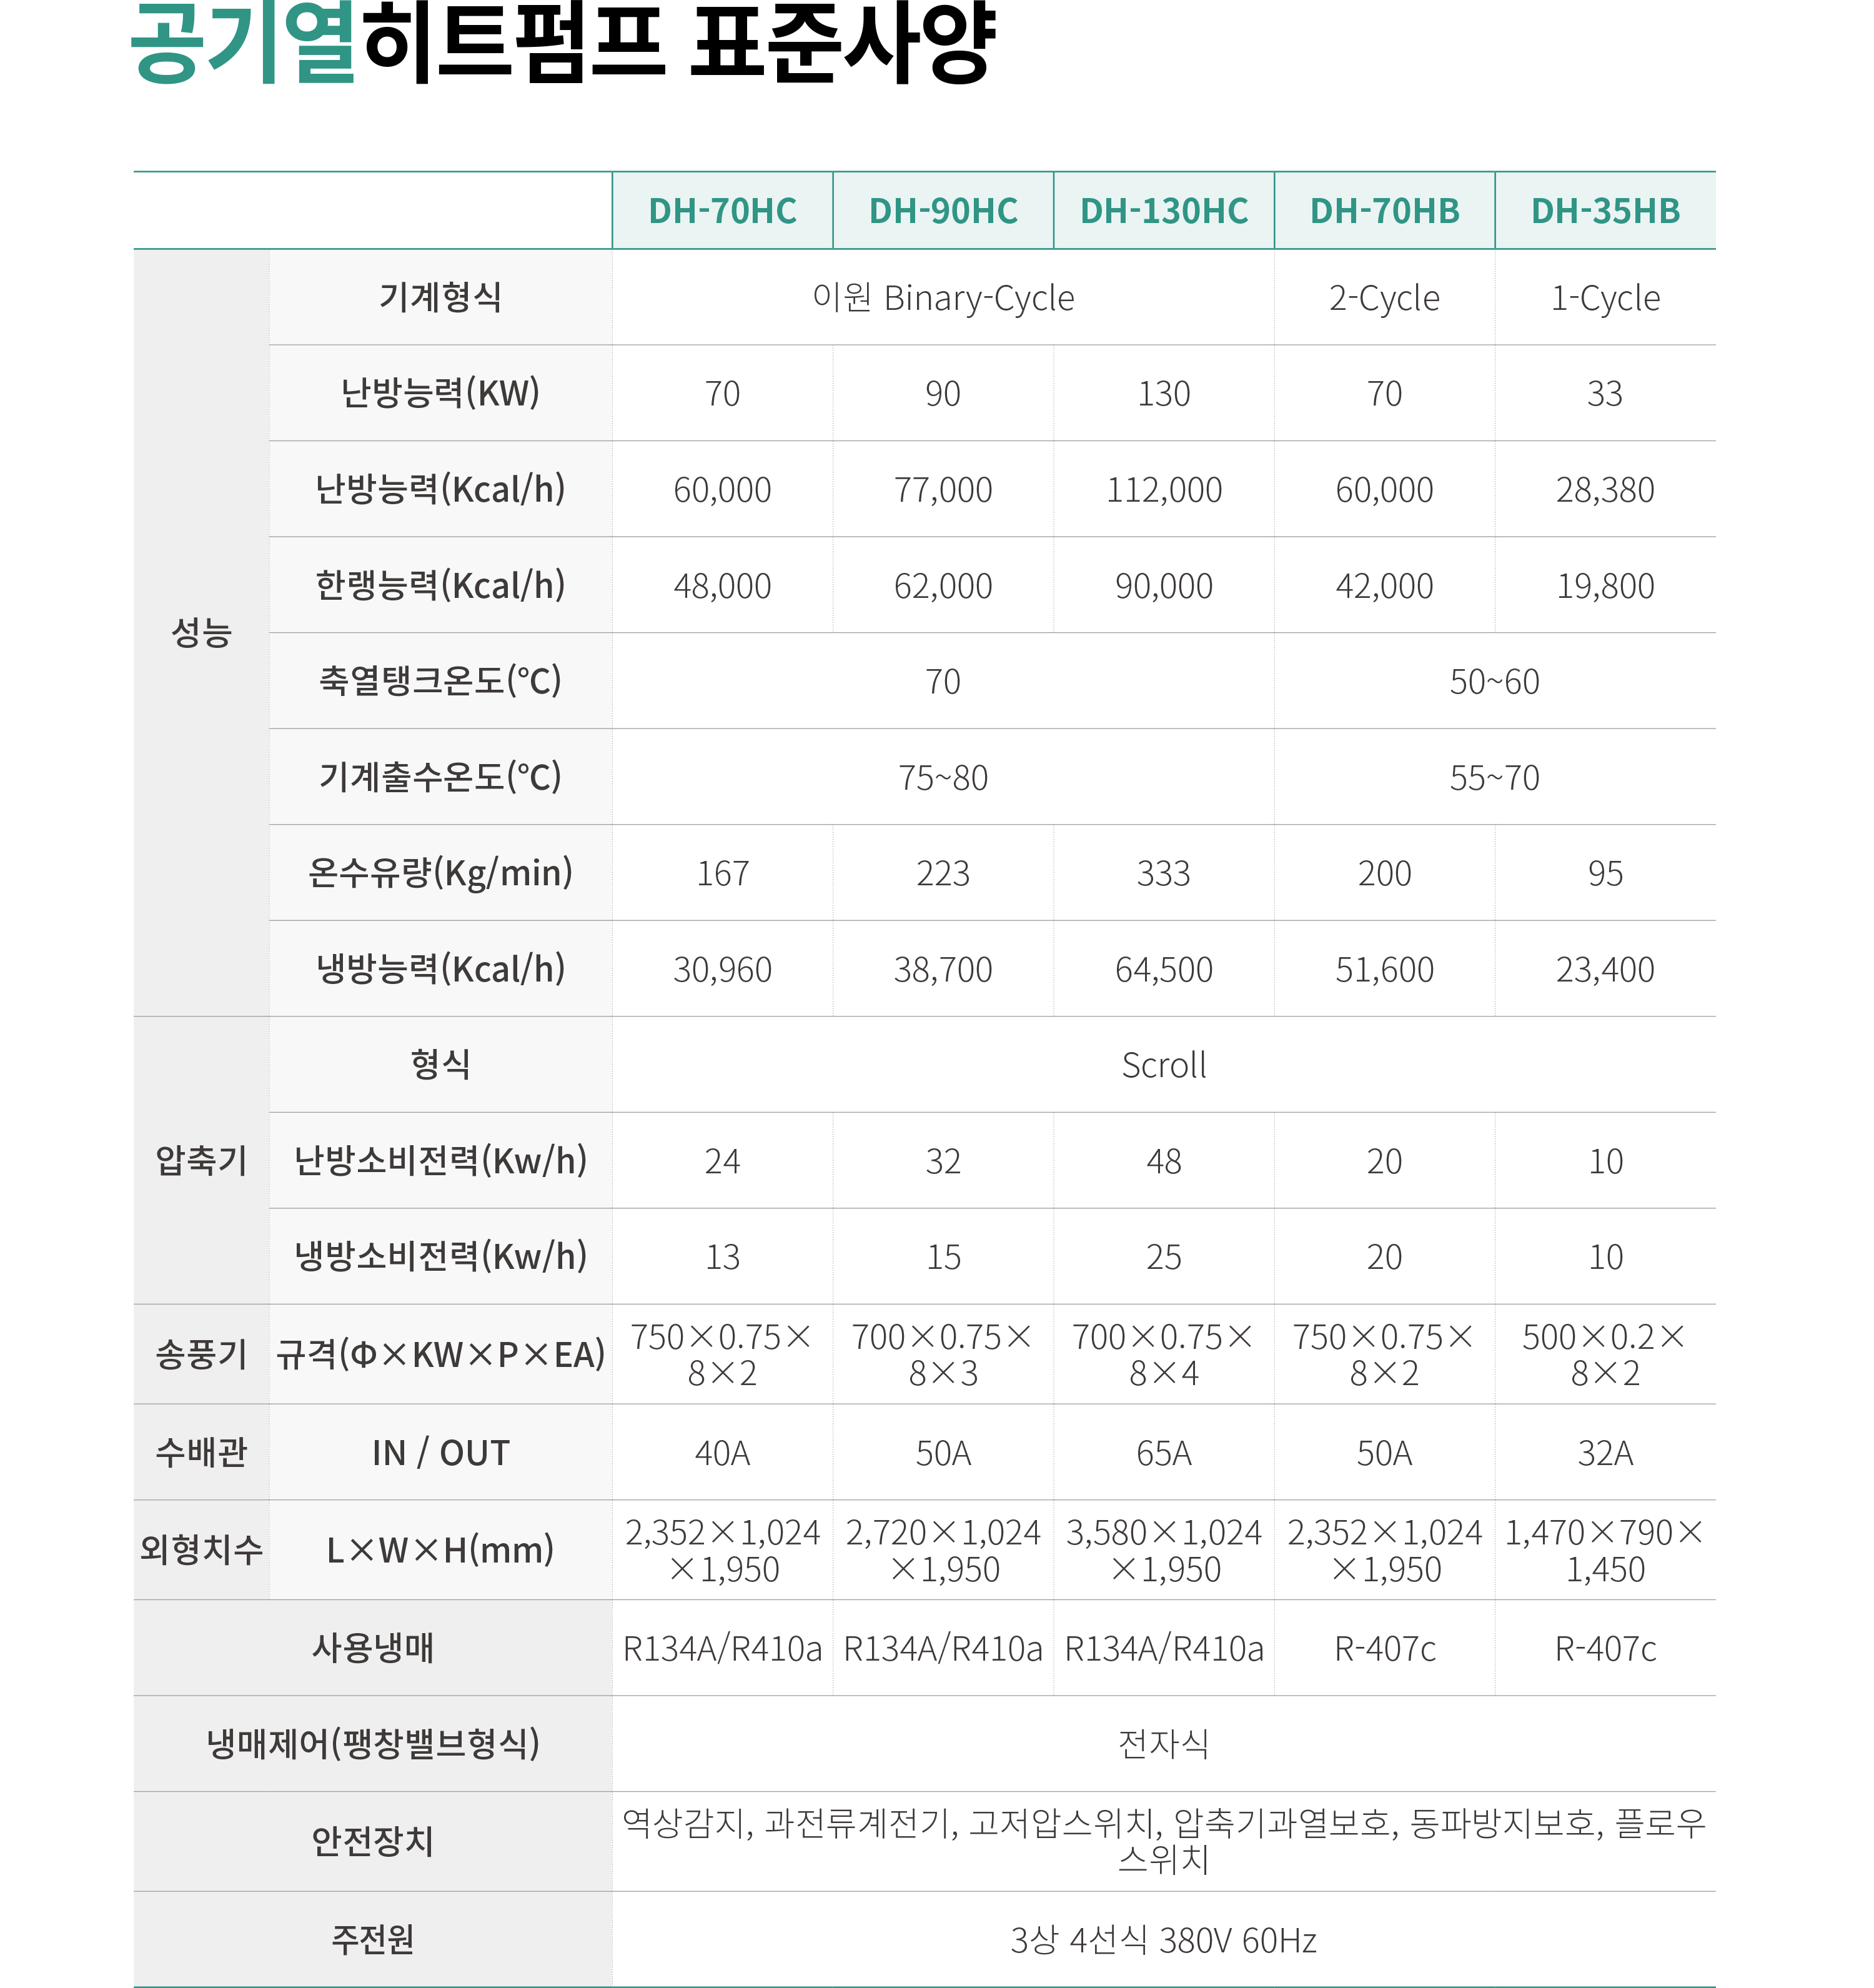 공기열히트펌프 표준사양
DH-70HC DH-90HC DH-130HC DH-70HB DH-35HB
성능
기계형식 이원 Binary-Cycle 2-Cycle 1-Cycle
난방능력(KW) 70 90 130 70 33
난방능력(Kcal/h) 60,000 77,000 112,000 60,000 28,380
한랭능력(Kcal/h) 48,000 62,000 90,000 42,000 19,800
축열탱크온도(℃) 70 50~60
기계출수온도(℃) 75~80 55~70
온수유량(Kg/min) 167 223 333 200 95
냉방능력(Kcal/h) 30,960 38,700 64,500 51,600 23,400
압축기
형식 Scroll
난방소비전력(Kw/h) 24 32 48 20 10
냉방소비전력(Kw/h) 13 15 25 20 10
송풍기 규격(Φ×KW×P×EA) 750×0.75× 700×0.75× 700×0.75× 750×0.75× 500×0.2×
8×2 8×3 8×4 8×2 8×2
수배관 IN / OUT 40A 50A 65A 50A 32A
외형치수 L×W×H(mm) 2,352×1,024 2,720×1,024 3,580×1,024 2,352×1,024 1,470×790×
×1,950 ×1,950 ×1,950 ×1,950 1,450
사용냉매 R134A/R410a R134A/R410a R134A/R410a R-407c R-407c
냉매제어(팽창밸브형식) 전자식
안전장치 역상감지, 과전류계전기, 고저압스위치, 압축기과열보호, 동파방지보호, 플로우
스위치
주전원 3상 4선식 380V 60Hz